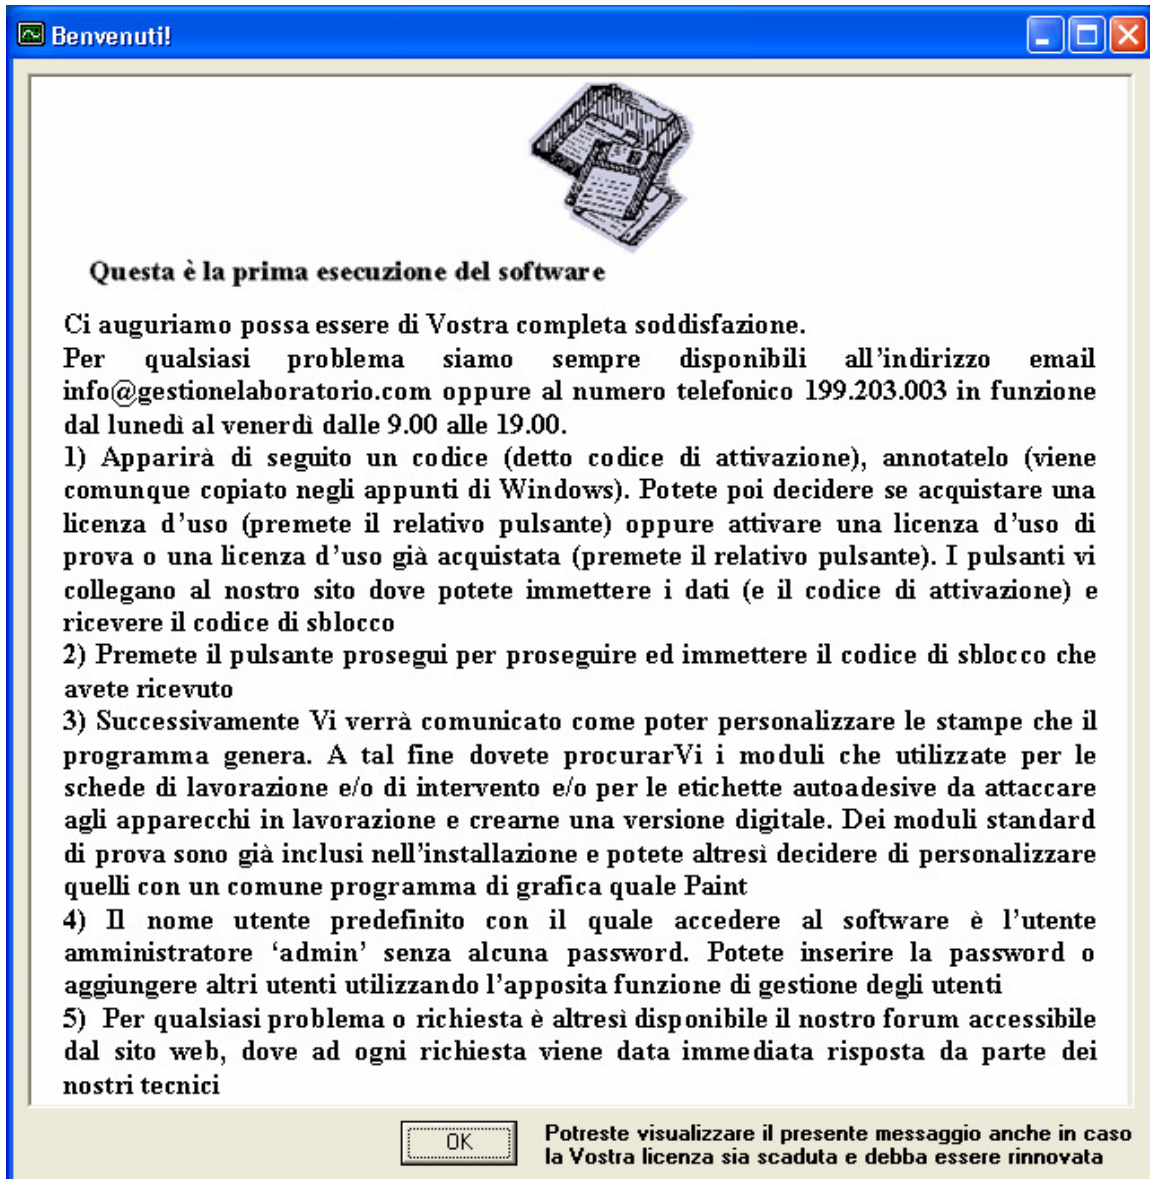 Benvenuti!
Questa è la prima esecuzione del software
Ci auguriamo possa essere di Vostra completa soddisfazione.
Per qualsiasi problema siamo sempre disponibili all'indirizzo email
info@gestionelaboratorio.com oppure al numero telefonico 199.203.003 in funzione
dal lunedì al venerdì dalle 9.00 alle 19.00.
1) Apparirà di seguito un codice (detto codice di attivazione), annotatelo (viene
comunque copiato negli appunti di Windows). Potete poi decidere se acquistare una
licenza d'uso (premete il relativo pulsante) oppure attivare una licenza d'uso di
prova o una licenza d'uso già acquistata (premete il relativo pulsante). I pulsanti vi
collegano al nostro sito dove potete immettere i dati (e il codice di attivazione) e
ricevere il codice di sblocco
2) Premete il pulsante prosegui per proseguire ed immettere il codice di sblocco che
avete ricevuto
3) Successivamente Vi verrà comunicato come poter personalizzare le stampe che il
programma genera. A tal fine dovete procurarVi i moduli che utilizzate per le
schede di lavorazione e/o di intervento e/o per le etichette autoadesive da attaccare
agli apparecchi in lavorazione e crearne una versione digitale. Dei moduli standard
di prova sono già inclusi nell'installazione e potete altresì decidere di personalizzare
quelli con un comune programma di grafica quale Paint
4) Il nome utente predefinito con il quale accedere al software è l'utente
amministratore 'admin' senza alcuna password. Potete inserire la password o
aggiungere altri utenti utilizzando l'apposita funzione di gestione degli utenti
5) Per qualsiasi problema o richiesta è altresì disponibile il nostro forum accessibile
dal sito web, dove ad ogni richiesta viene data immediata risposta da parte dei
nostri tecnici
OK
Potreste visualizzare il presente messaggio anche in caso
la Vostra licenza sia scaduta e debba essere rinnovata